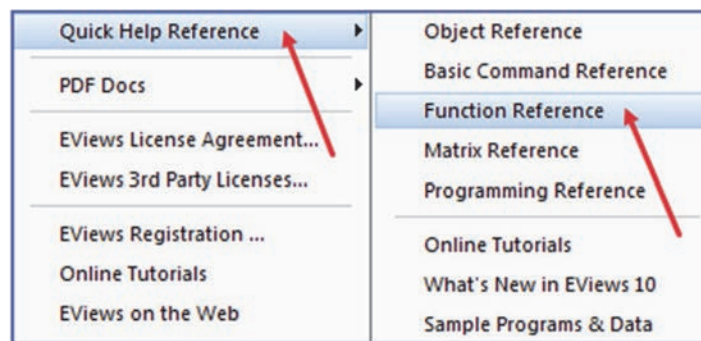 Quick Help Reference
PDF Docs
EViews License Agreement...
EViews 3rd Party Licenses...
EViews Registration ...
Online Tutorials
EViews on the Web
Object Reference
Basic Command Reference
Function Reference
Matrix Reference
Programming Reference
Online Tutorials
What's New in EViews 10
Sample Programs & Data